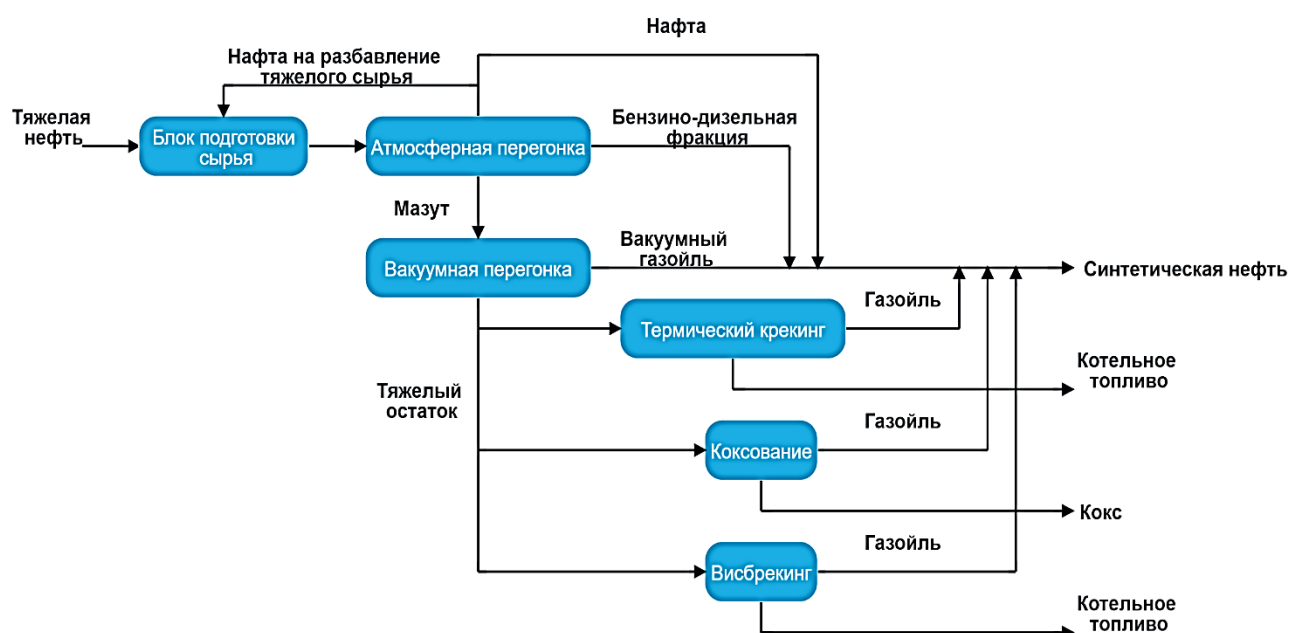 Нафта
Нафта на разбавление
тяжелого сырья
Тяжелая
нефть
Блок подготовки
сырья
Атмосферная перегонка
Бензино-дизельная
фракция
Мазут
Вакуумная перегонка
Вакуумный
газойль
Синтетическая нефть
Термический крекинг
Газойль
Котельное
топливо
Тяжелый
остаток
Коксование
Газойль
Кокс
Висбрекинг
Газойль
Котельное
топливо